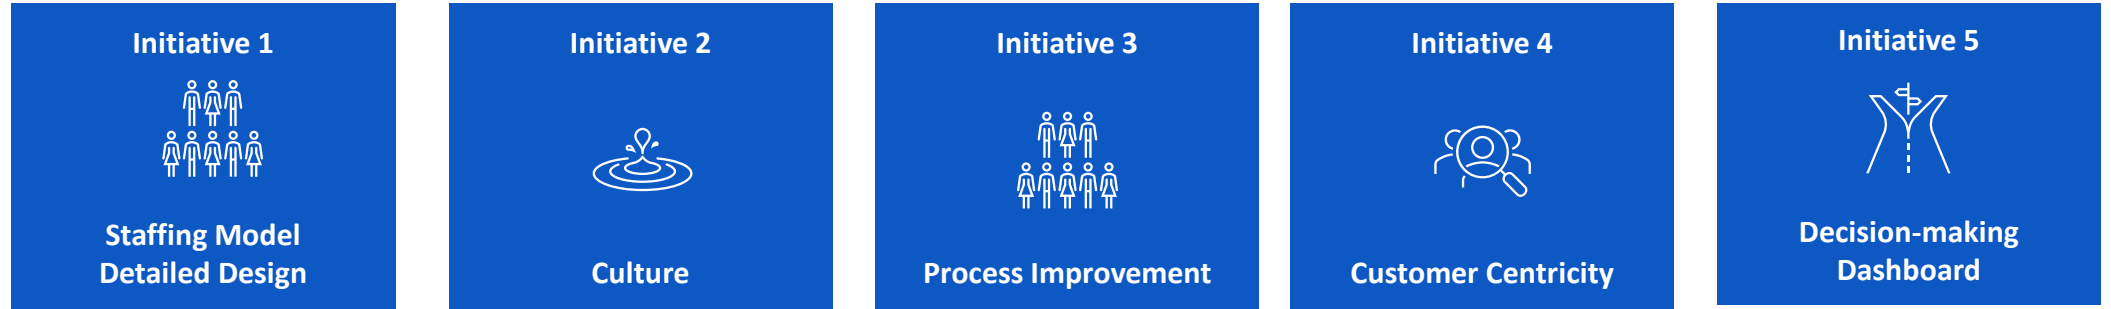 Initiative 1
Staffing Model
Detailed Design
Initiative 2
Culture
Initiative 3
Process Improvement
Initiative 4
Customer Centricity
Initiative 5
Decision-making
Dashboard